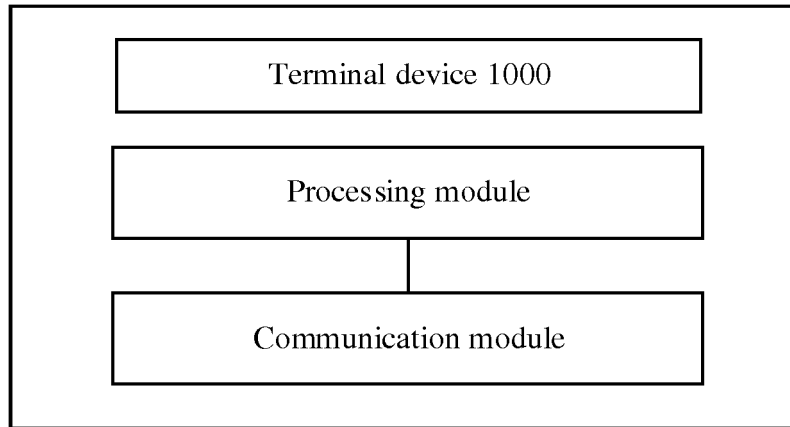 Terminal device 1000
Processing module
Communication module